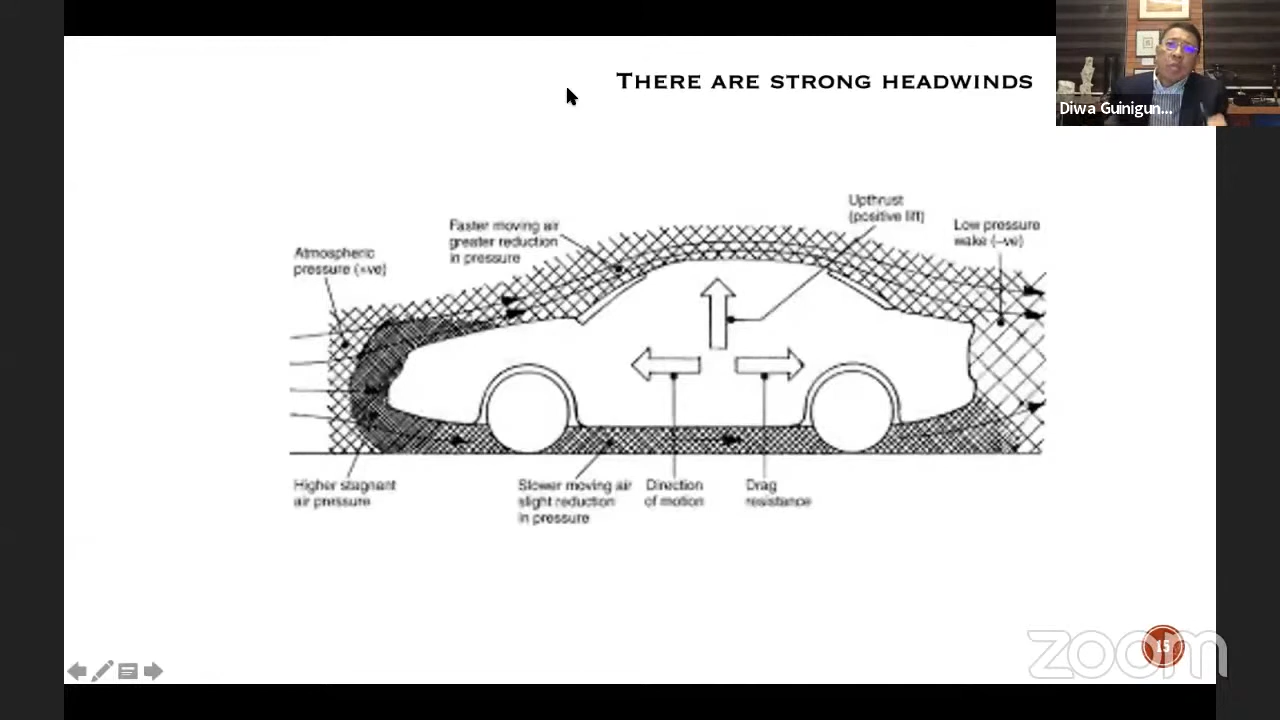 THERE ARE STRONG HEADWINDS
Diwa Guinigun...
Upthrust
(positive lift)
Faster moving air
greater reduction
in pressure
Low pressure
wake (–ve)
Atmospheric
pressure (+ve)
Higher stagnant
air pressure
Slower moving air
slight reduction
in pressure
Direction
of motion
Drag
resistance
15
zoom